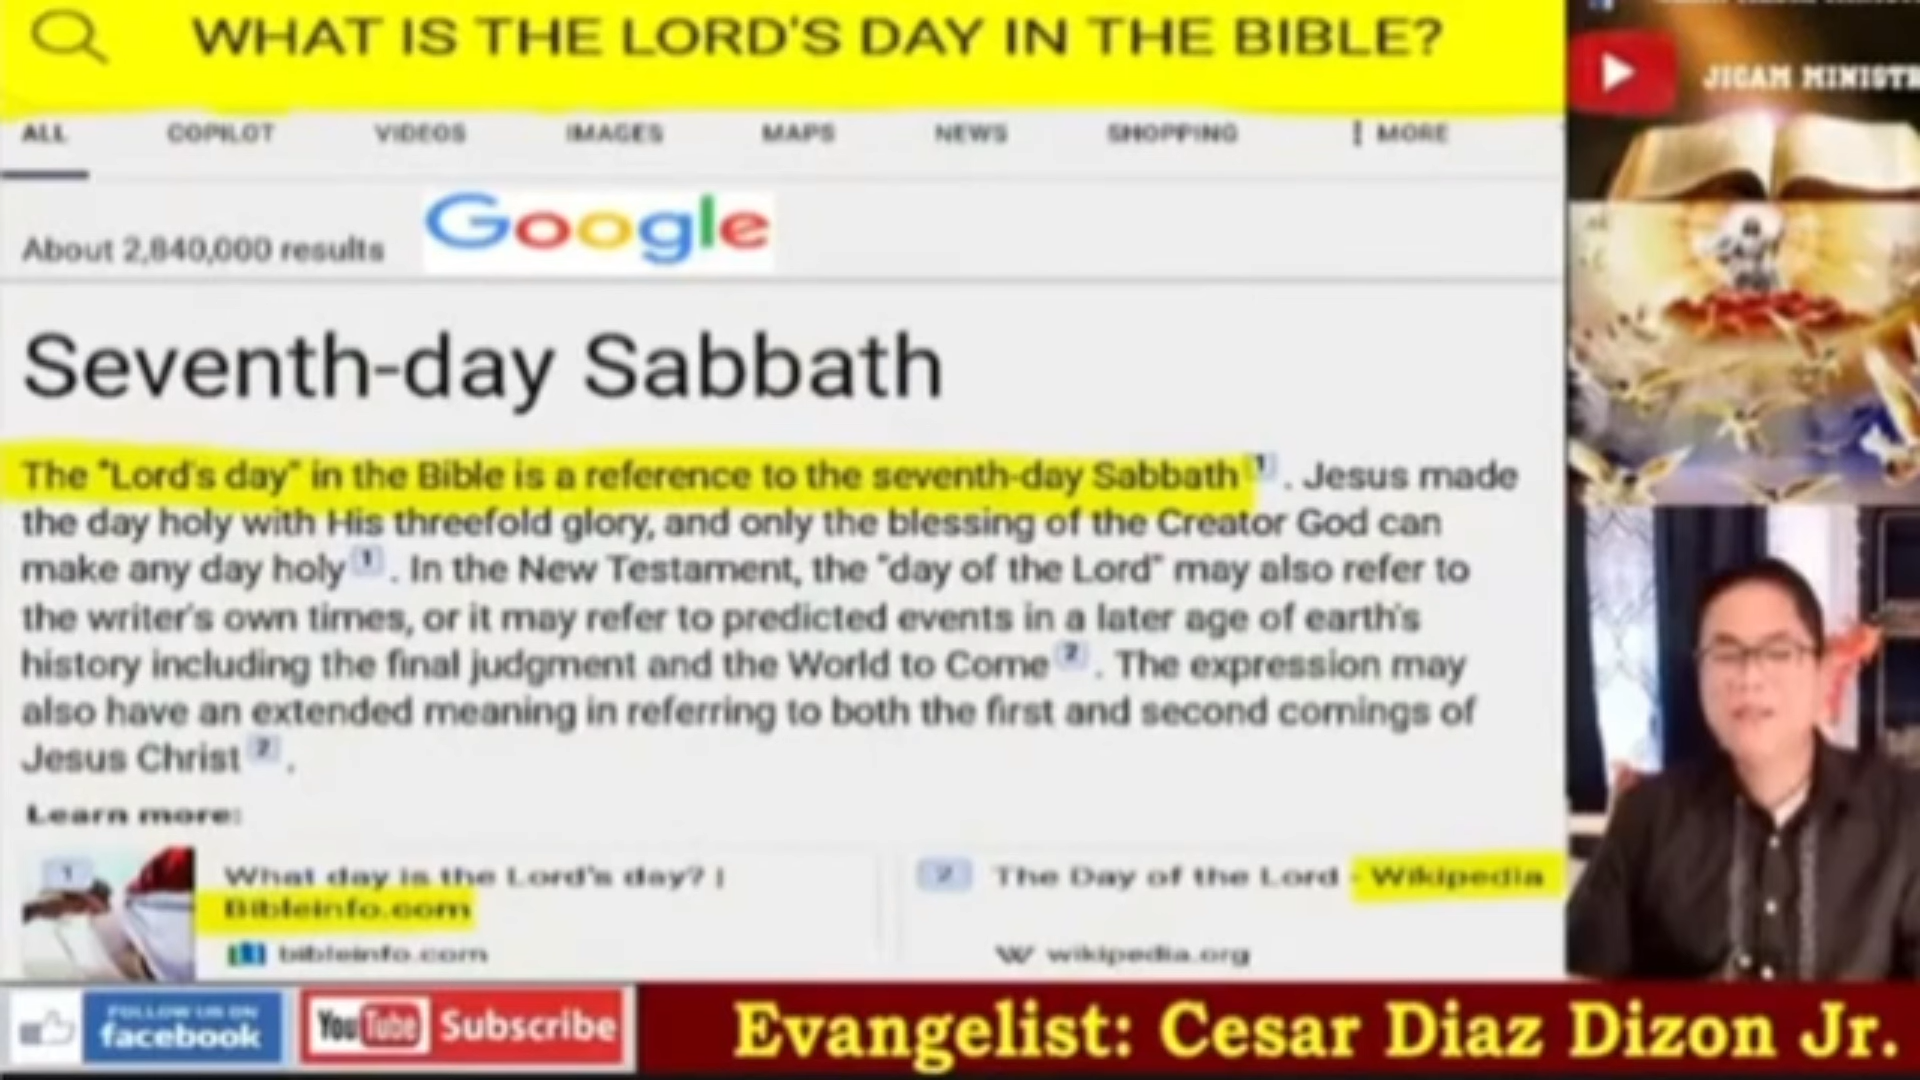 WHAT IS THE LORD'S DAY IN THE BIBLE?
ALL COPILOT VIDEOS IMAGES MAPS NEWS SHOPPING MORE
About 2,840,000 results
Google
Seventh-day Sabbath
The "Lord's day" in the Bible is a reference to the seventh-day Sabbath 1 . Jesus made
the day holy with His threefold glory, and only the blessing of the Creator God can
make any day holy 1 . In the New Testament, the "day of the Lord" may also refer to
the writer's own times, or it may refer to predicted events in a later age of earth's
history including the final judgment and the World to Come 2 . The expression may
also have an extended meaning in referring to both the first and second comings of
Jesus Christ 2 .
Learn more:
1 What day is the Lord's day? |
Bibleinfo.com
bibleinfo.com
2 The Day of the Lord - Wikipedia
W wikipedia.org
JIGAM MINISTR
FOLLOW US ON
facebook
YouTube Subscribe
Evangelist: Cesar Diaz Dizon Jr.